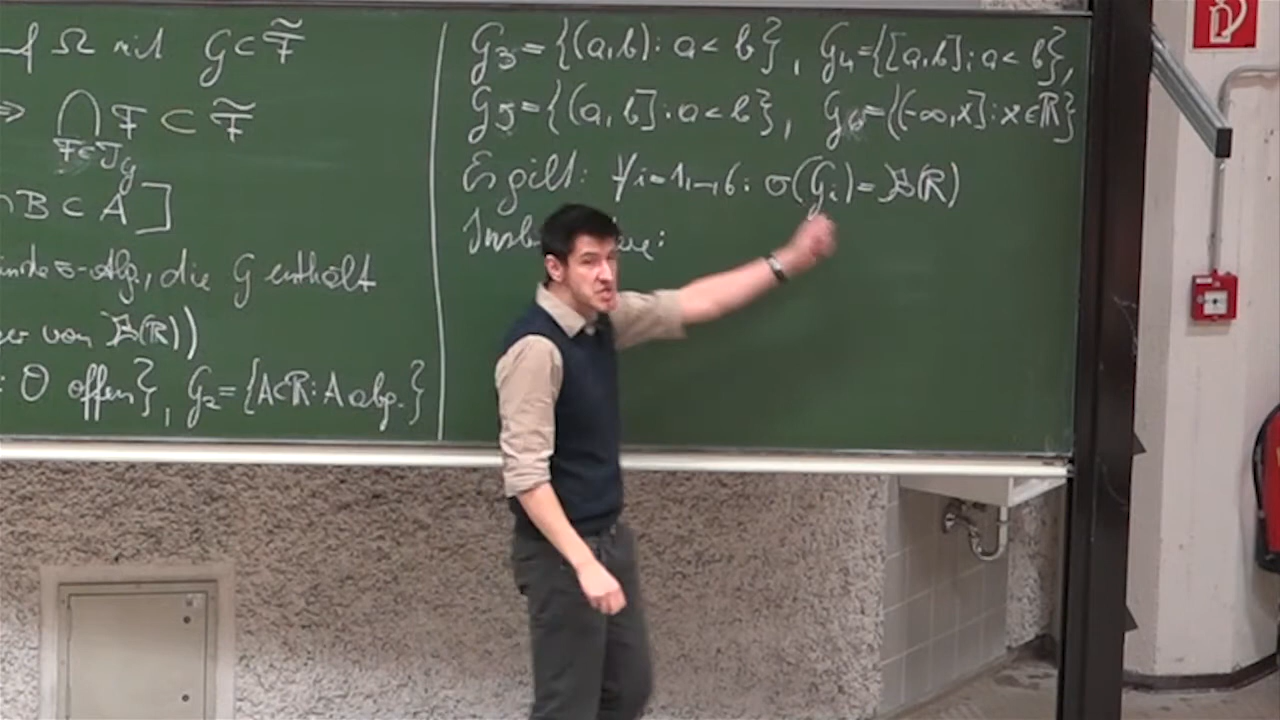 f Ω mit G ⊂ F̃
⇒ ⋂ F ⊂ F̃
F∈J_G
∩ B ⊂ A ]
σ-Alg., die G enthält
von B(ℝ))
: O offen}, G₂={A⊂ℝ: A abg.}
G₃={(a,b): a<b}, G₄={[a,b]: a<b},
G₅={(a,b]: a<b}, G₆={(-∞,x]: x∈ℝ}
Es gilt: ∀i=1,…,6: σ(Gᵢ)=B(ℝ)